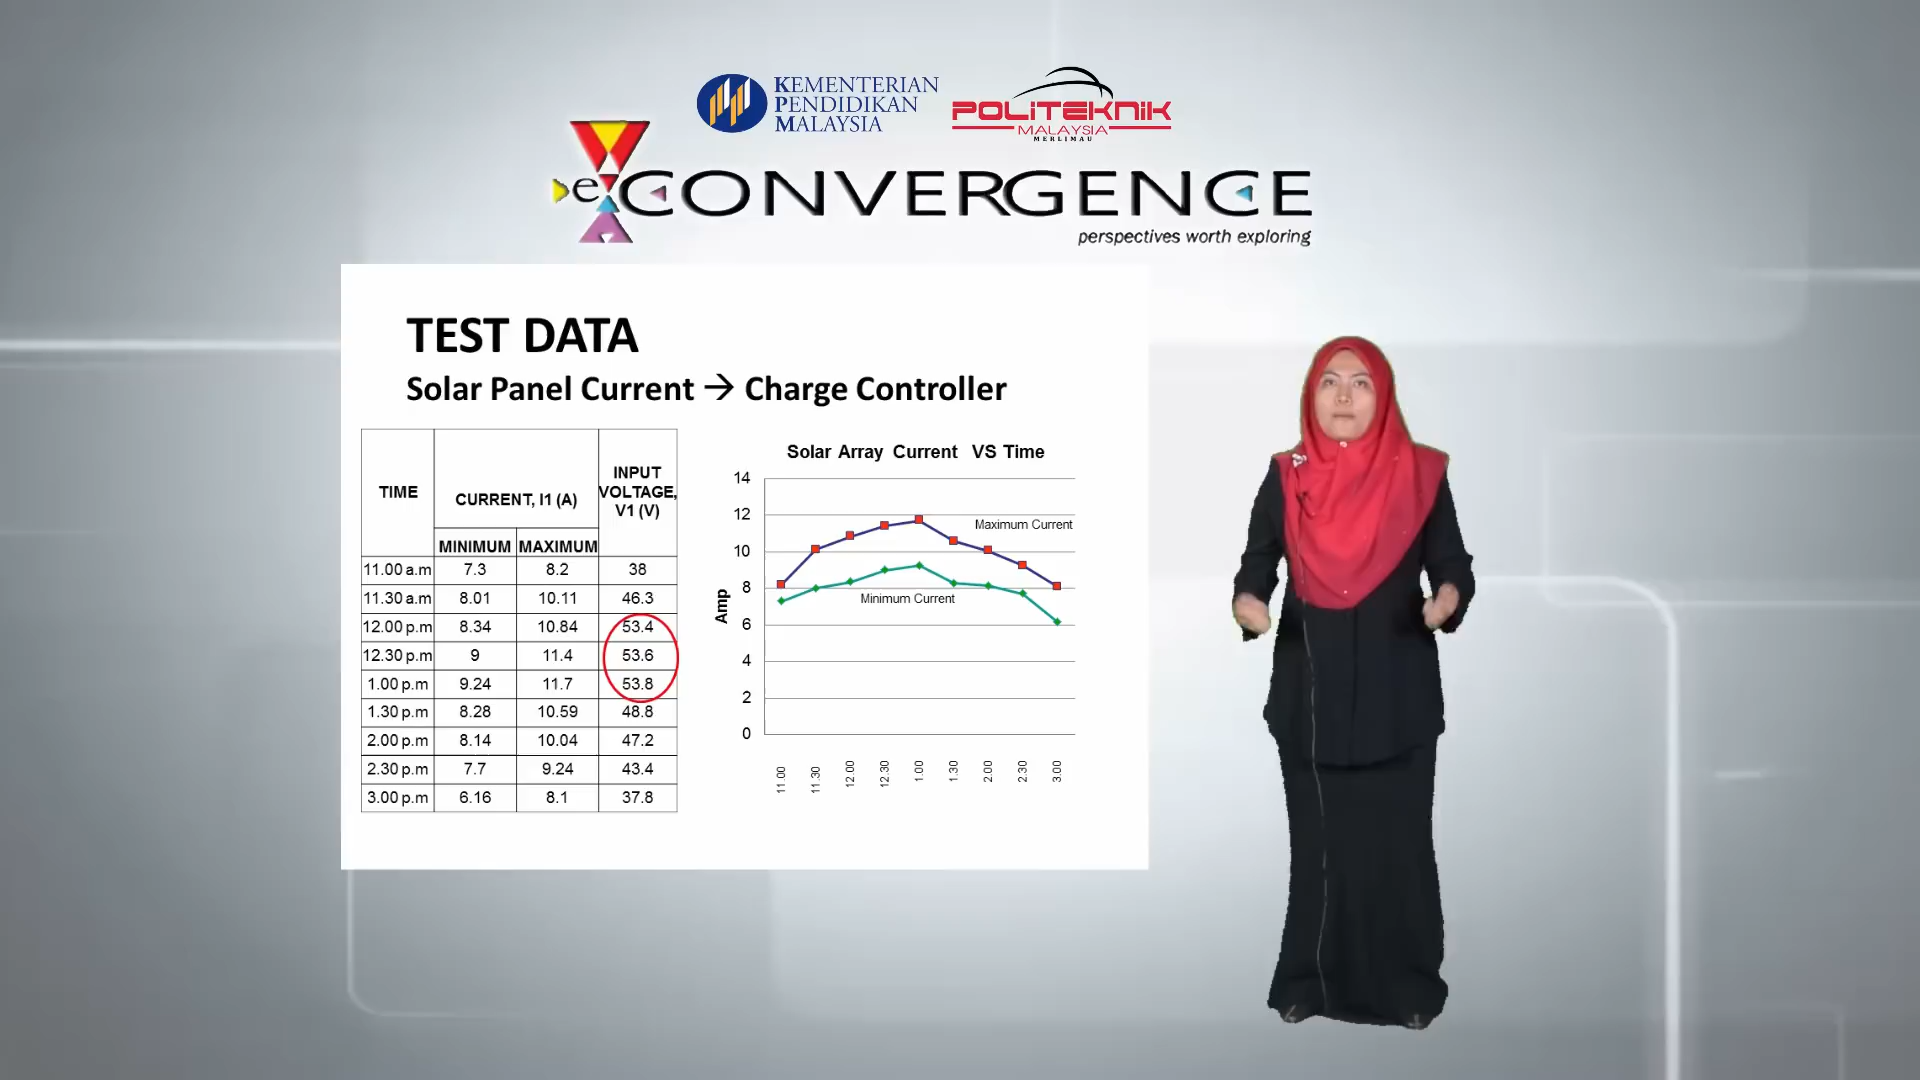 KEMENTERIAN
PENDIDIKAN
MALAYSIA
POLITEKNIK
MALAYSIA
MERLIMAU
e CONVERGENCE
perspectives worth exploring
TEST DATA
Solar Panel Current → Charge Controller
TIME CURRENT, I1 (A) INPUT VOLTAGE, V1 (V)
MINIMUM MAXIMUM
11.00 a.m 7.3 8.2 38
11.30 a.m 8.01 10.11 46.3
12.00 p.m 8.34 10.84 53.4
12.30 p.m 9 11.4 53.6
1.00 p.m 9.24 11.7 53.8
1.30 p.m 8.28 10.59 48.8
2.00 p.m 8.14 10.04 47.2
2.30 p.m 7.7 9.24 43.4
3.00 p.m 6.16 8.1 37.8
Solar Array Current VS Time
14
12
10
8
6
4
2
0
Amp
Maximum Current
Minimum Current
11.00 11.30 12.00 12.30 1.00 1.30 2.00 2.30 3.00